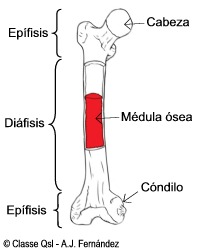 Cabeza
Epífisis
Diáfisis
Médula ósea
Cóndilo
Epífisis
© Classe Qsl - A.J. Fernández